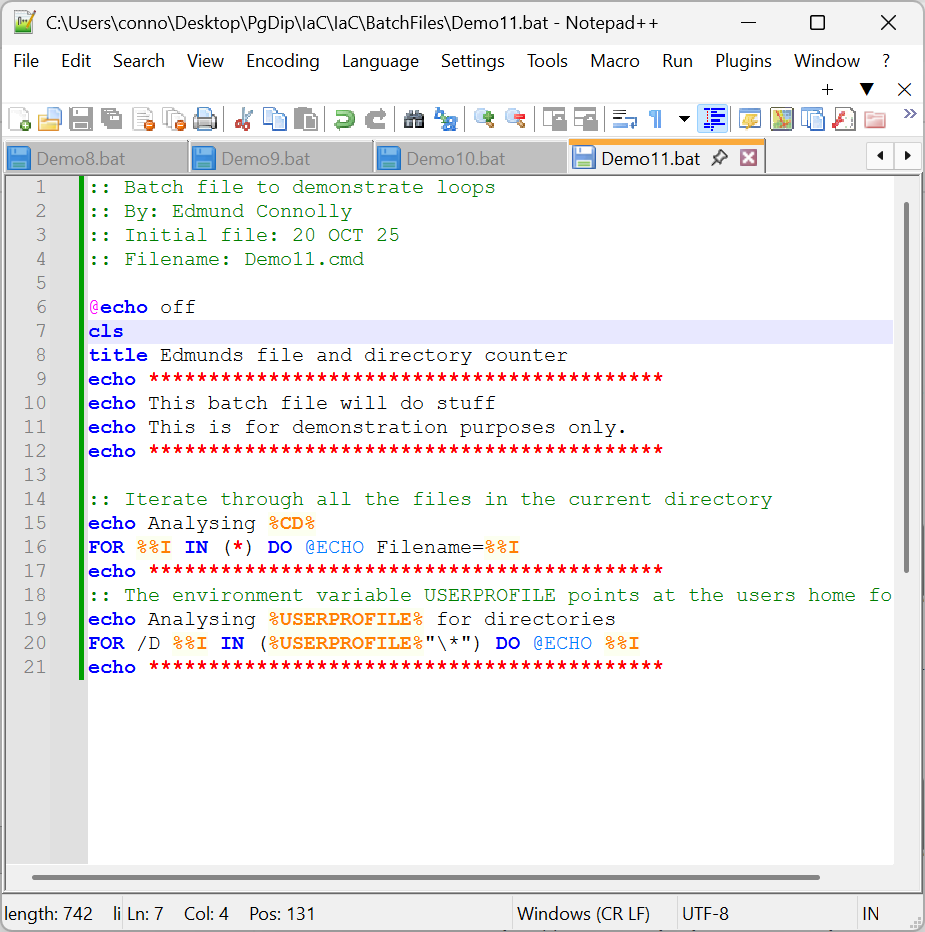 C:\Users\conno\Desktop\PgDip\IaC\IaC\BatchFiles\Demo11.bat - Notepad++
File Edit Search View Encoding Language Settings Tools Macro Run Plugins Window ?
Demo8.bat Demo9.bat Demo10.bat Demo11.bat
1 :: Batch file to demonstrate loops
2 :: By: Edmund Connolly
3 :: Initial file: 20 OCT 25
4 :: Filename: Demo11.cmd
5
6 @echo off
7 cls
8 title Edmunds file and directory counter
9 echo *******************************************
10 echo This batch file will do stuff
11 echo This is for demonstration purposes only.
12 echo *******************************************
13
14 :: Iterate through all the files in the current directory
15 echo Analysing %CD%
16 FOR %%I IN (*) DO @ECHO Filename=%%I
17 echo *******************************************
18 :: The environment variable USERPROFILE points at the users home fo
19 echo Analysing %USERPROFILE% for directories
20 FOR /D %%I IN (%USERPROFILE%"\*") DO @ECHO %%I
21 echo *******************************************
length: 742 li Ln: 7 Col: 4 Pos: 131 Windows (CR LF) UTF-8 IN